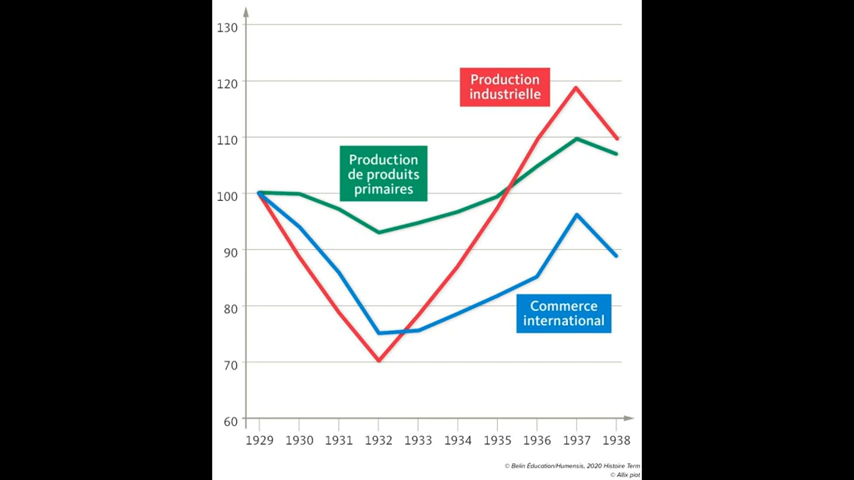 130
120
110
100
90
80
70
60
Production
industrielle
Production
de produits
primaires
Commerce
international
1929 1930 1931 1932 1933 1934 1935 1936 1937 1938
© Belin Éducation/Humensis, 2020 Histoire Term
© Allix piot